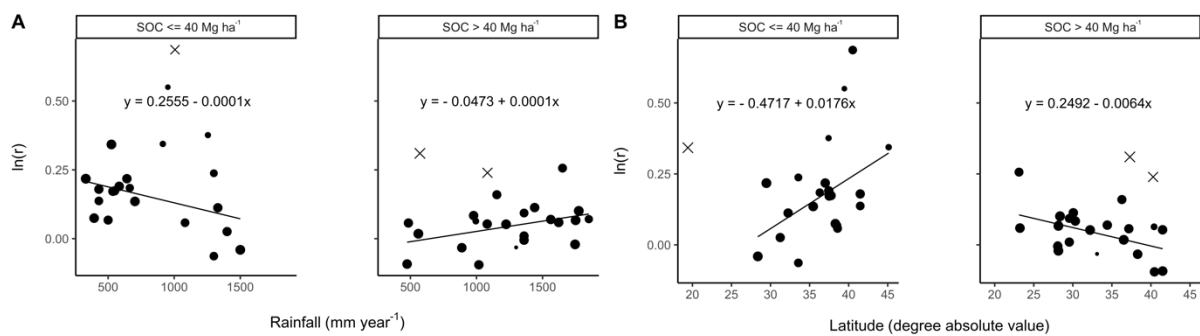 A
SOC <= 40 Mg ha⁻¹
SOC > 40 Mg ha⁻¹
ln(r)
0.50
0.25
0.00
y = 0.2555 - 0.0001x
y = - 0.0473 + 0.0001x
500 1000 1500
500 1000 1500
Rainfall (mm year⁻¹)
B
SOC <= 40 Mg ha⁻¹
SOC > 40 Mg ha⁻¹
ln(r)
0.50
0.25
0.00
y = - 0.4717 + 0.0176x
y = 0.2492 - 0.0064x
20 25 30 35 40 45
20 25 30 35 40 45
Latitude (degree absolute value)